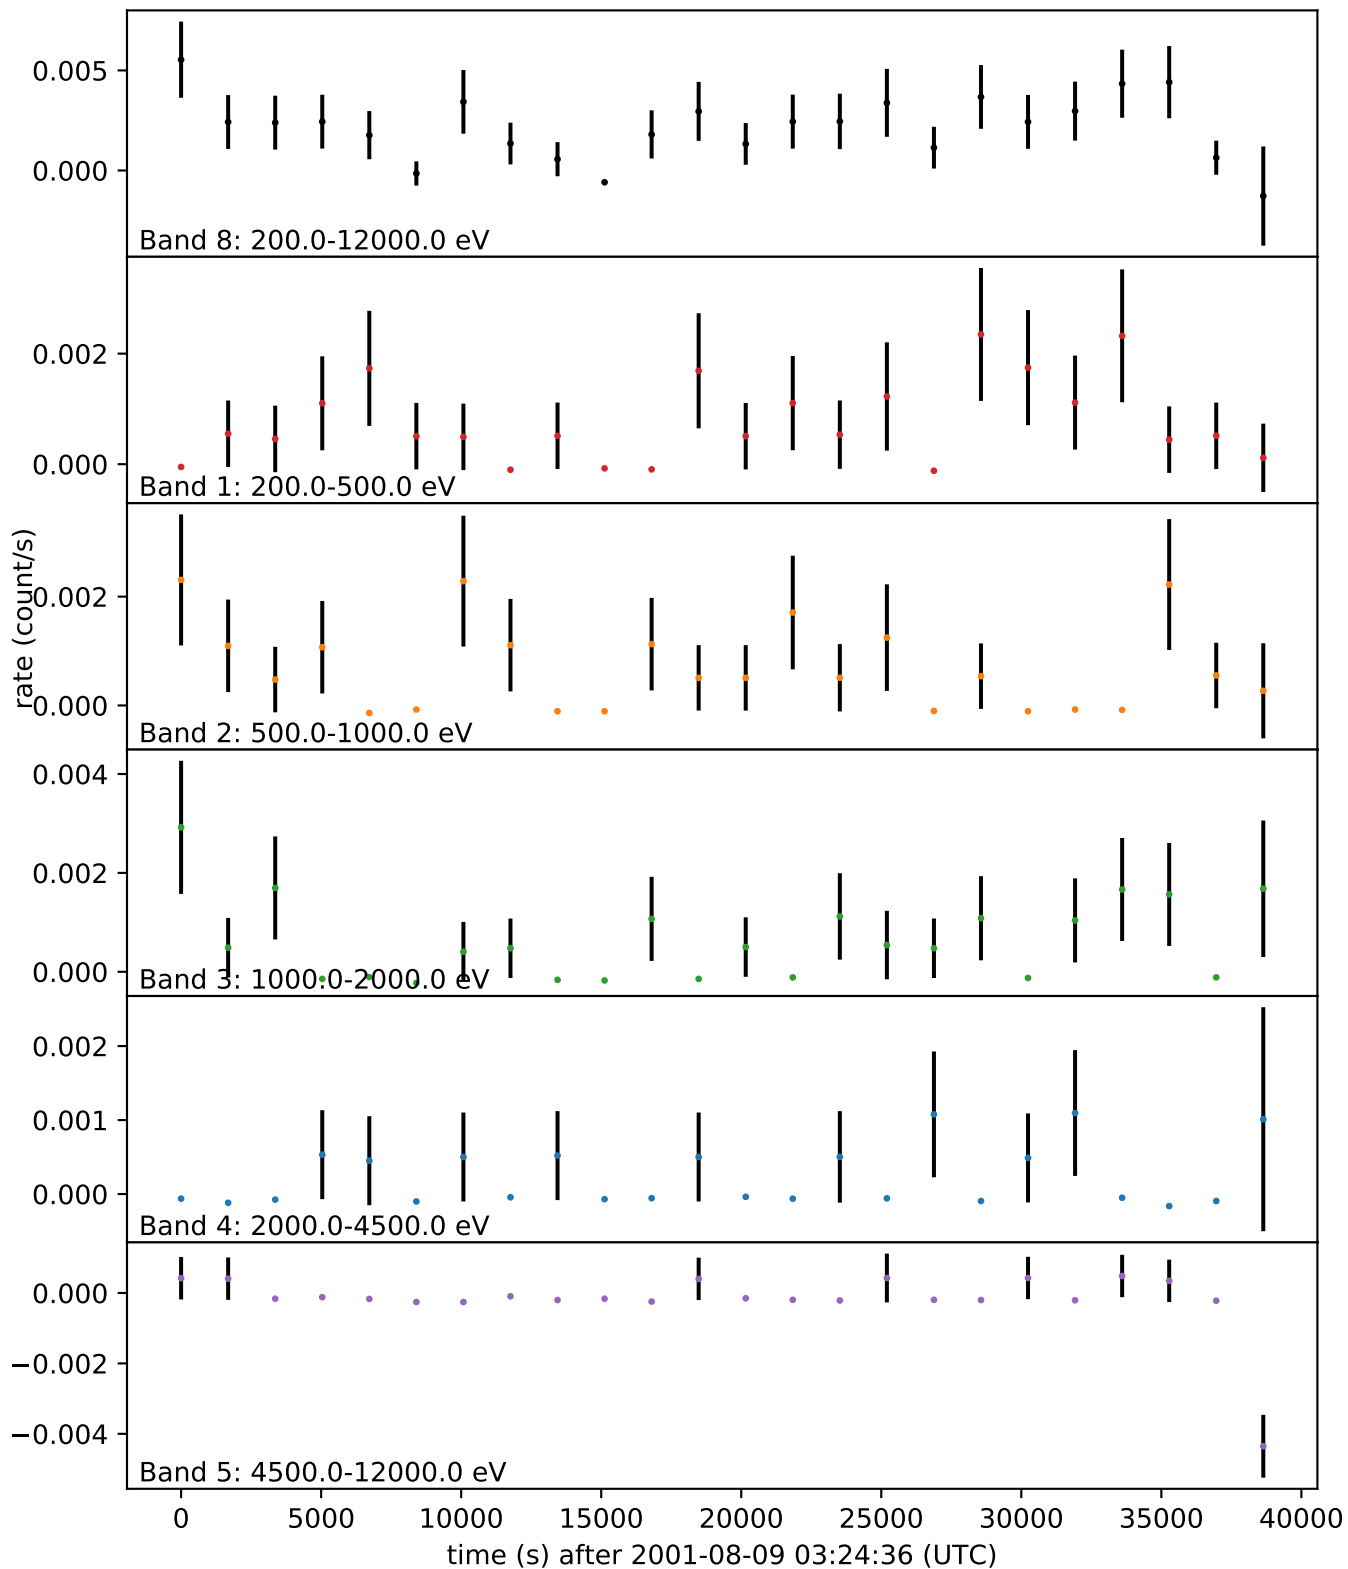 0.005
0.000
Band 8: 200.0-12000.0 eV
0.002
0.000
Band 1: 200.0-500.0 eV
rate (count/s)
0.002
0.000
Band 2: 500.0-1000.0 eV
0.004
0.002
0.000
Band 3: 1000.0-2000.0 eV
0.002
0.001
0.000
Band 4: 2000.0-4500.0 eV
0.000
−0.002
−0.004
Band 5: 4500.0-12000.0 eV
0 5000 10000 15000 20000 25000 30000 35000 40000
time (s) after 2001-08-09 03:24:36 (UTC)